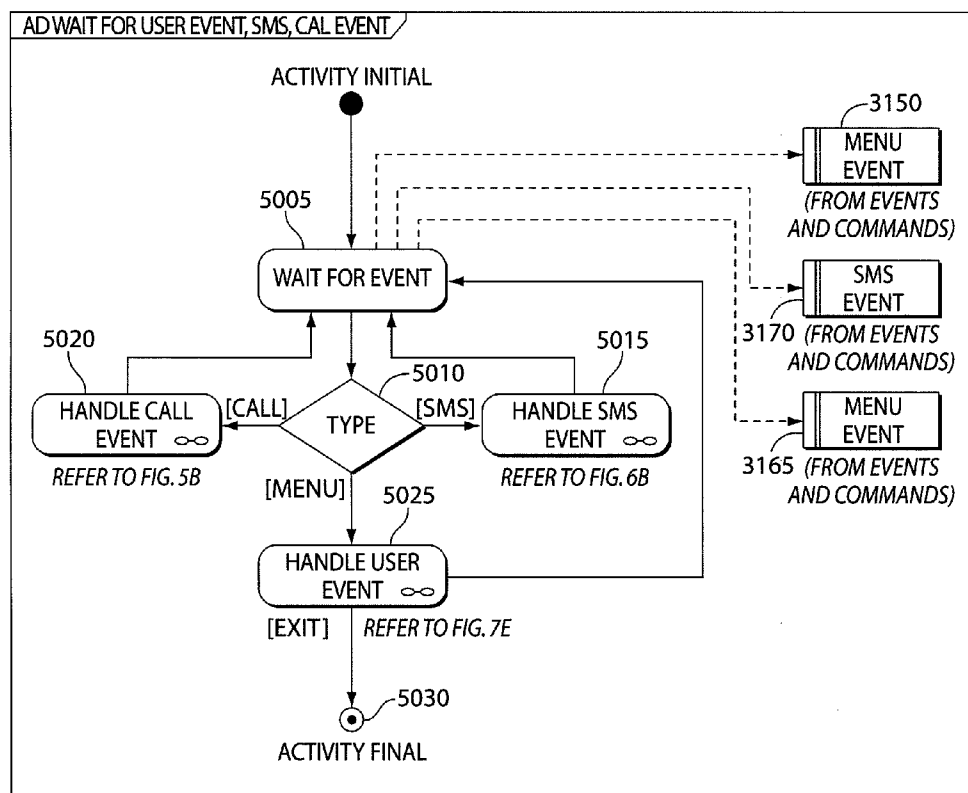 AD WAIT FOR USER EVENT, SMS, CAL EVENT
ACTIVITY INITIAL
3150
MENU
EVENT
(FROM EVENTS
AND COMMANDS)
5005
WAIT FOR EVENT
SMS
EVENT
3170
(FROM EVENTS
AND COMMANDS)
5020
5015
5010
HANDLE CALL
EVENT
[CALL]
TYPE
[SMS]
HANDLE SMS
EVENT
MENU
EVENT
3165
(FROM EVENTS
AND COMMANDS)
REFER TO FIG. 5B
REFER TO FIG. 6B
[MENU]
5025
HANDLE USER
EVENT
[EXIT]
REFER TO FIG. 7E
5030
ACTIVITY FINAL